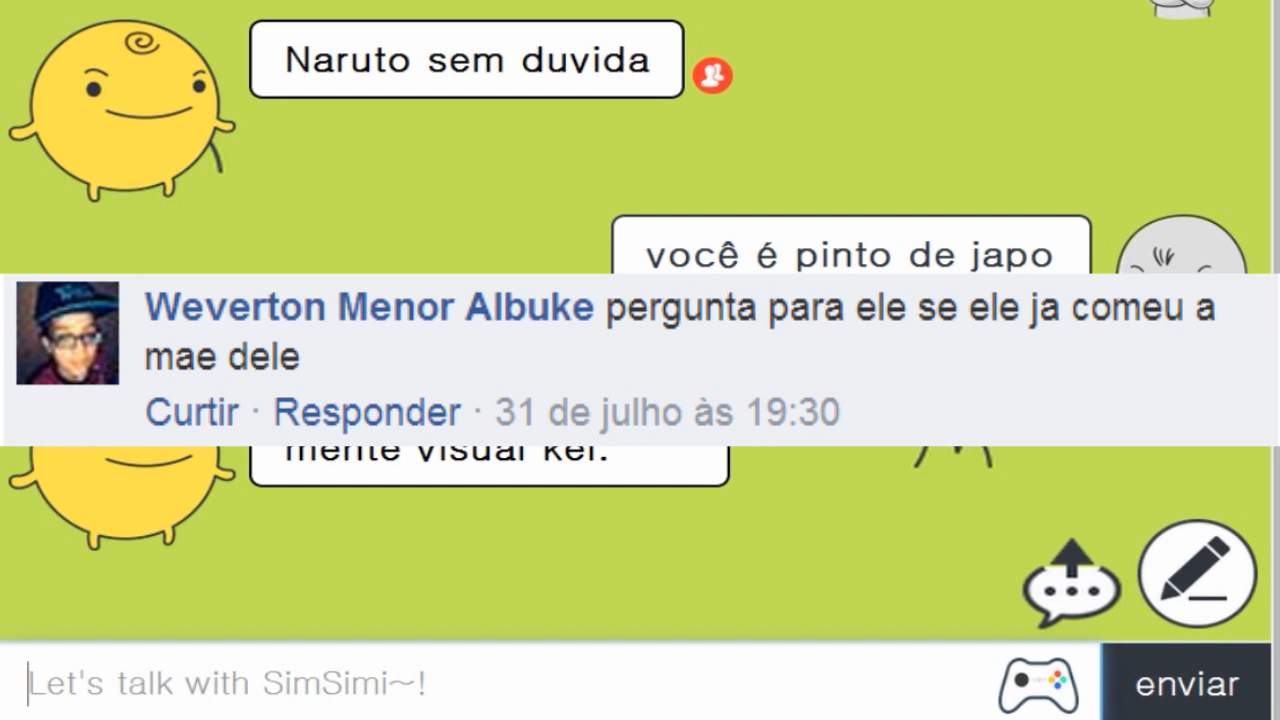 Naruto sem duvida
você é pinto de japo
Weverton Menor Albuke pergunta para ele se ele ja comeu a
mae dele
Curtir · Responder · 31 de julho às 19:30
mente visual kei.
Let's talk with SimSimi~!
enviar